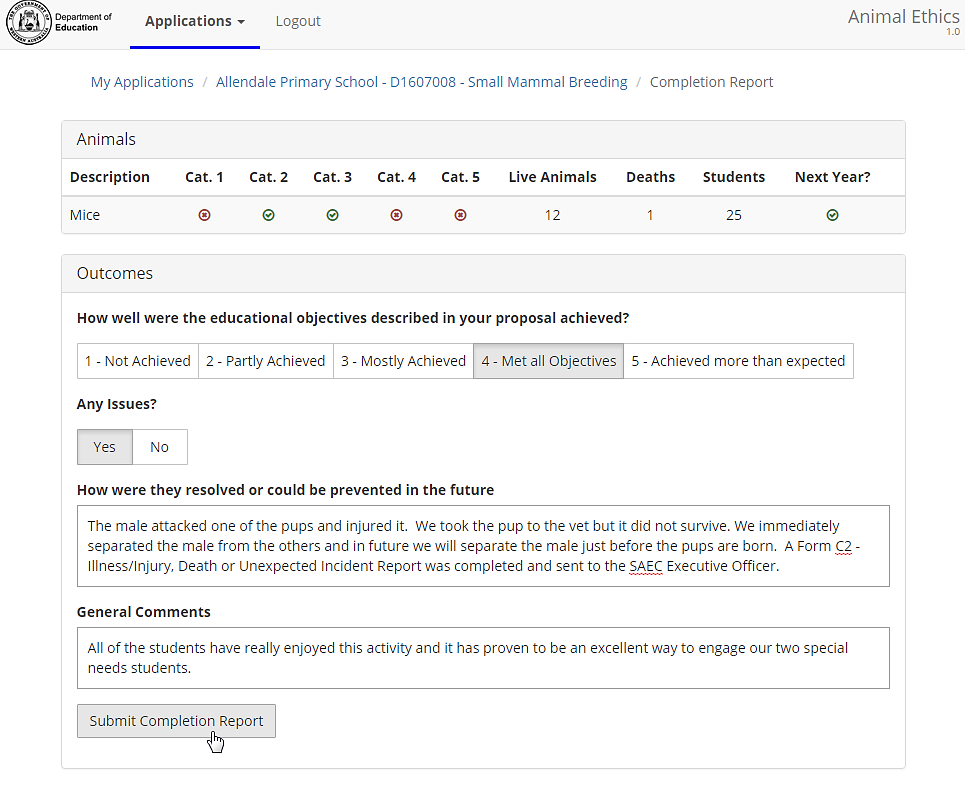 THE GOVERNMENT OF
WESTERN AUSTRALIA
Department of
Education
Applications
Logout
Animal Ethics
1.0
My Applications / Allendale Primary School - D1607008 - Small Mammal Breeding / Completion Report
Animals
Description Cat. 1 Cat. 2 Cat. 3 Cat. 4 Cat. 5 Live Animals Deaths Students Next Year?
Mice 12 1 25
Outcomes
How well were the educational objectives described in your proposal achieved?
1 - Not Achieved 2 - Partly Achieved 3 - Mostly Achieved 4 - Met all Objectives 5 - Achieved more than expected
Any Issues?
Yes No
How were they resolved or could be prevented in the future
The male attacked one of the pups and injured it.  We took the pup to the vet but it did not survive. We immediately
separated the male from the others and in future we will separate the male just before the pups are born.  A Form C2 -
Illness/Injury, Death or Unexpected Incident Report was completed and sent to the SAEC Executive Officer.
General Comments
All of the students have really enjoyed this activity and it has proven to be an excellent way to engage our two special
needs students.
Submit Completion Report